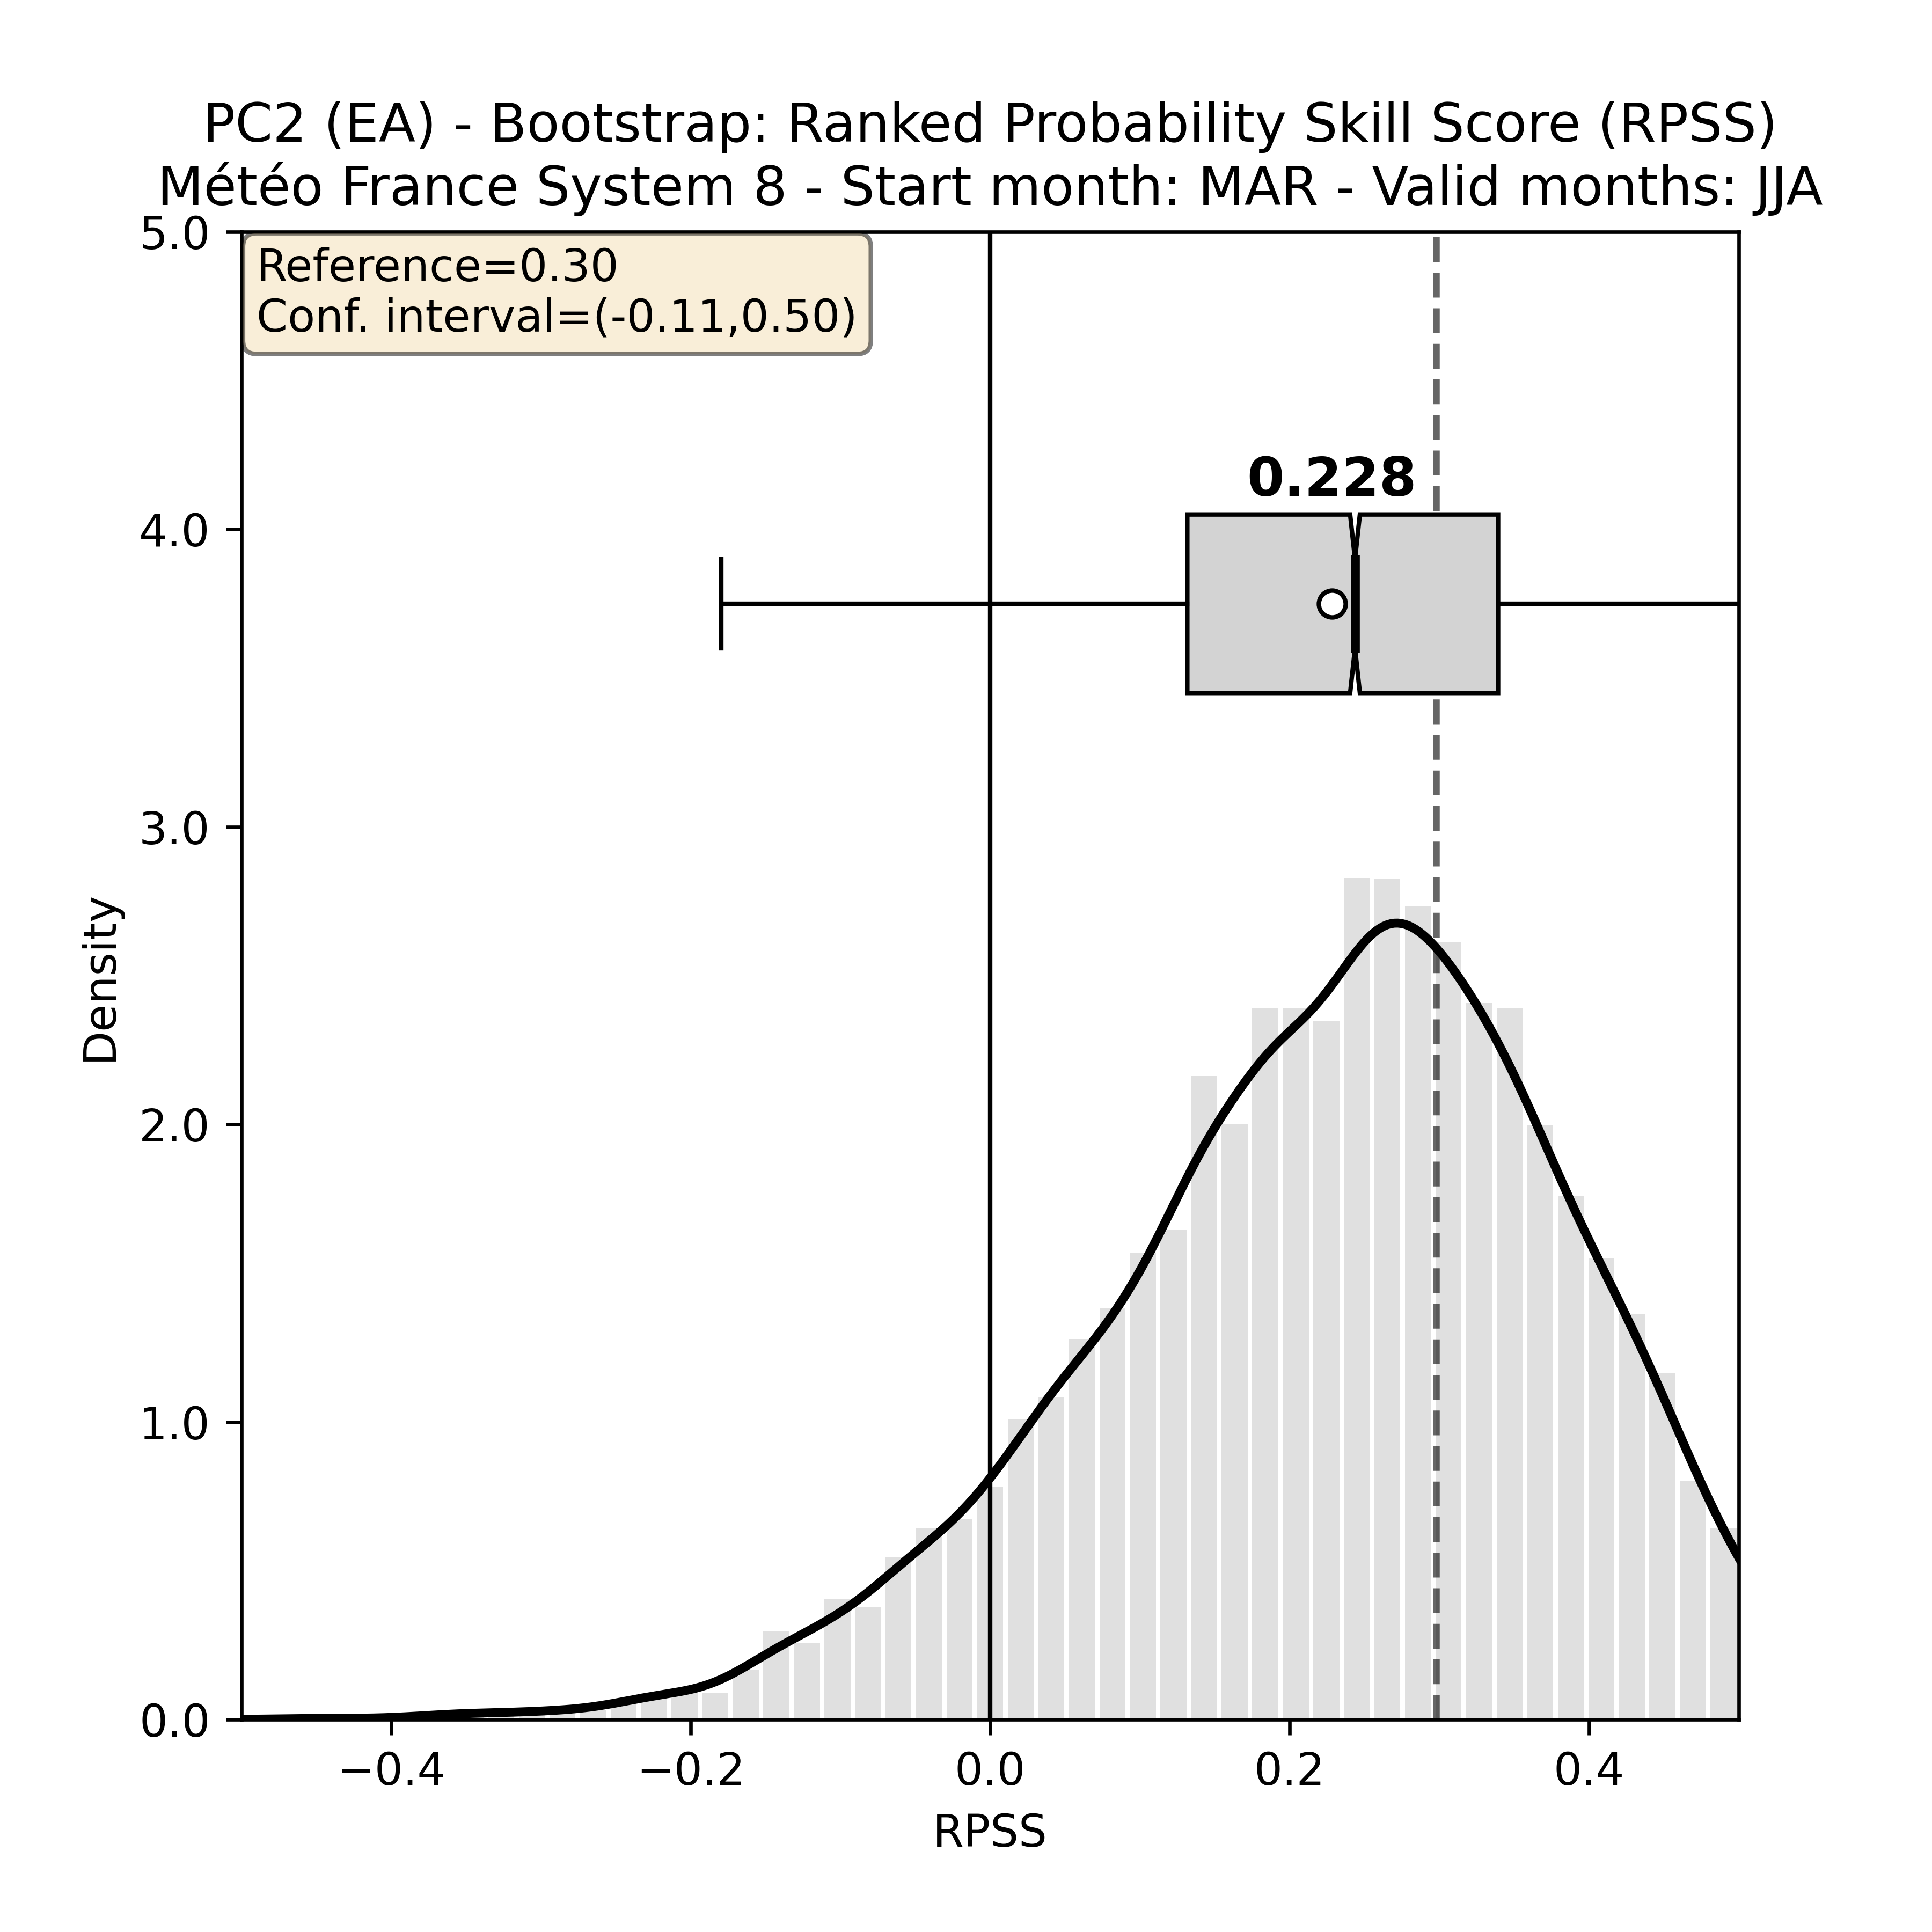 PC2 (EA) - Bootstrap: Ranked Probability Skill Score (RPSS)
Météo France System 8 - Start month: MAR - Valid months: JJA
Reference=0.30
Conf. interval=(-0.11,0.50)
0.228
5.0
4.0
3.0
2.0
1.0
0.0
Density
−0.4
−0.2
0.0
0.2
0.4
RPSS